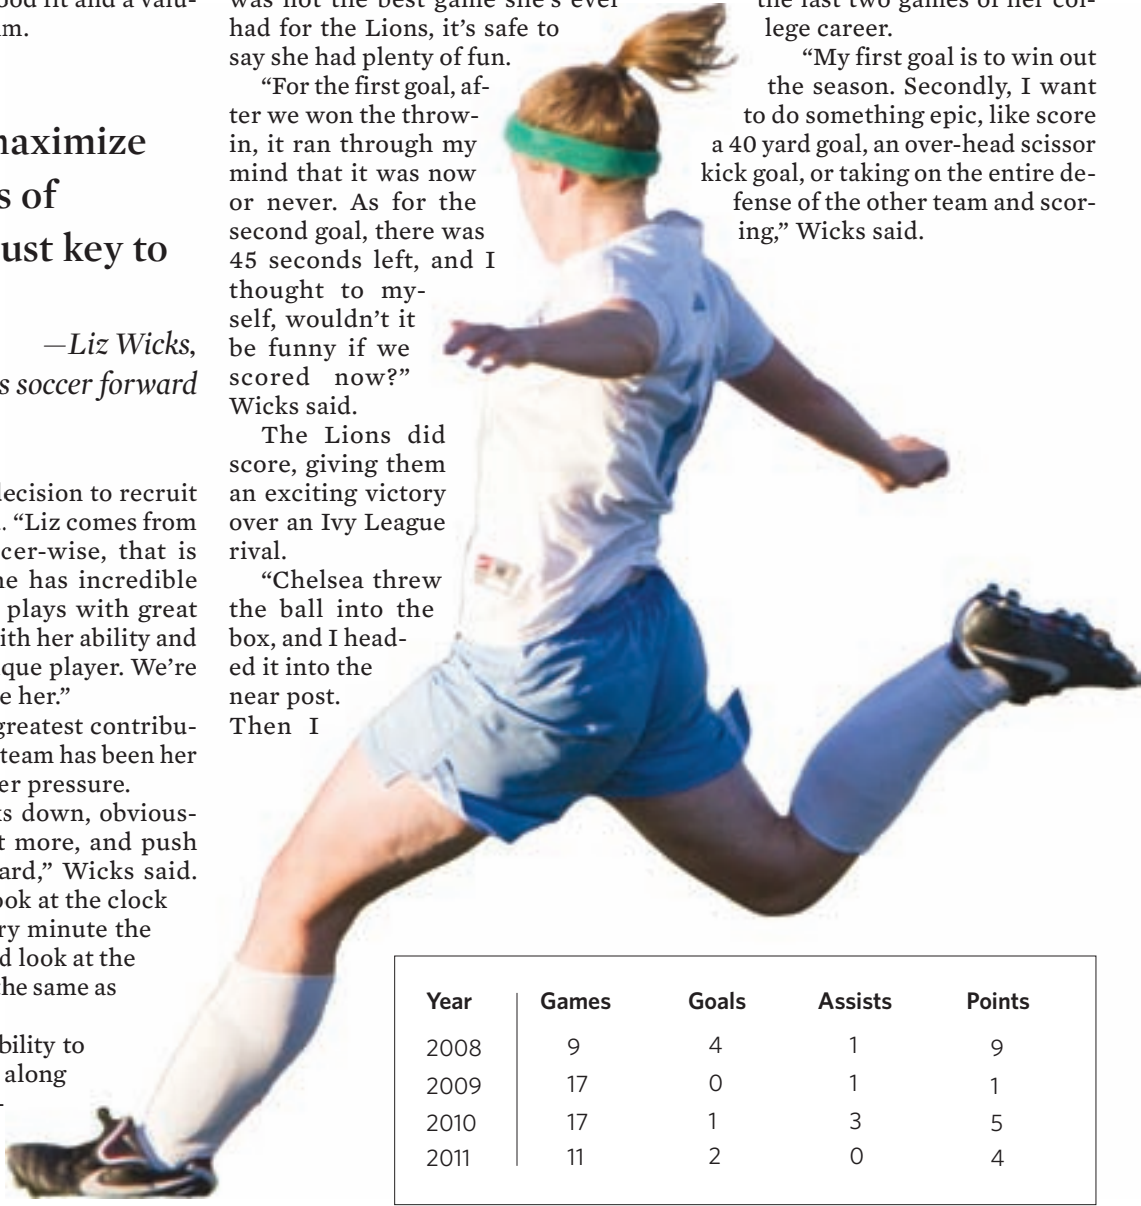 ood fit and a valu-
m.
naximize
s of
ust key to
—Liz Wicks,
s soccer forward
decision to recruit
. “Liz comes from
cer-wise, that is
ne has incredible
plays with great
ith her ability and
que player. We’re
e her.”
greatest contribu-
team has been her
er pressure.
ks down, obvious-
t more, and push
ard,” Wicks said.
ook at the clock
ry minute the
d look at the
the same as
bility to
along
was not the best game she’s ever
had for the Lions, it’s safe to
say she had plenty of fun.
“For the first goal, af-
ter we won the throw-
in, it ran through my
mind that it was now
or never. As for the
second goal, there was
45 seconds left, and I
thought to my-
self, wouldn’t it
be funny if we
scored now?”
Wicks said.
The Lions did
score, giving them
an exciting victory
over an Ivy League
rival.
“Chelsea threw
the ball into the
box, and I head-
ed it into the
near post.
Then I
the last two games of her col-
lege career.
“My first goal is to win out
the season. Secondly, I want
to do something epic, like score
a 40 yard goal, an over-head scissor
kick goal, or taking on the entire de-
fense of the other team and scor-
ing,” Wicks said.
Year Games Goals Assists Points
2008 9 4 1 9
2009 17 0 1 1
2010 17 1 3 5
2011 11 2 0 4